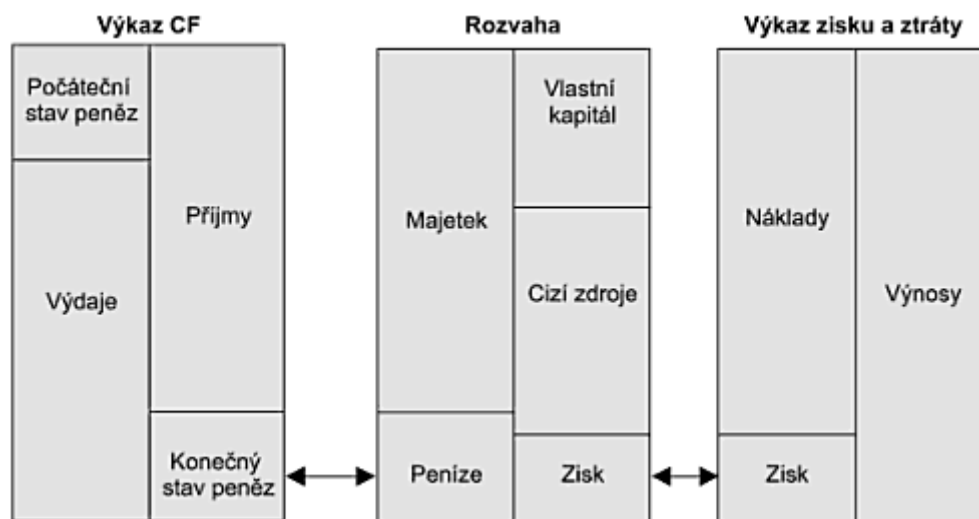 Výkaz CF
Rozvaha
Výkaz zisku a ztráty
Počáteční
stav peněz
Výdaje
Příjmy
Konečný
stav peněz
Majetek
Peníze
Vlastní
kapitál
Cizí zdroje
Zisk
Náklady
Zisk
Výnosy